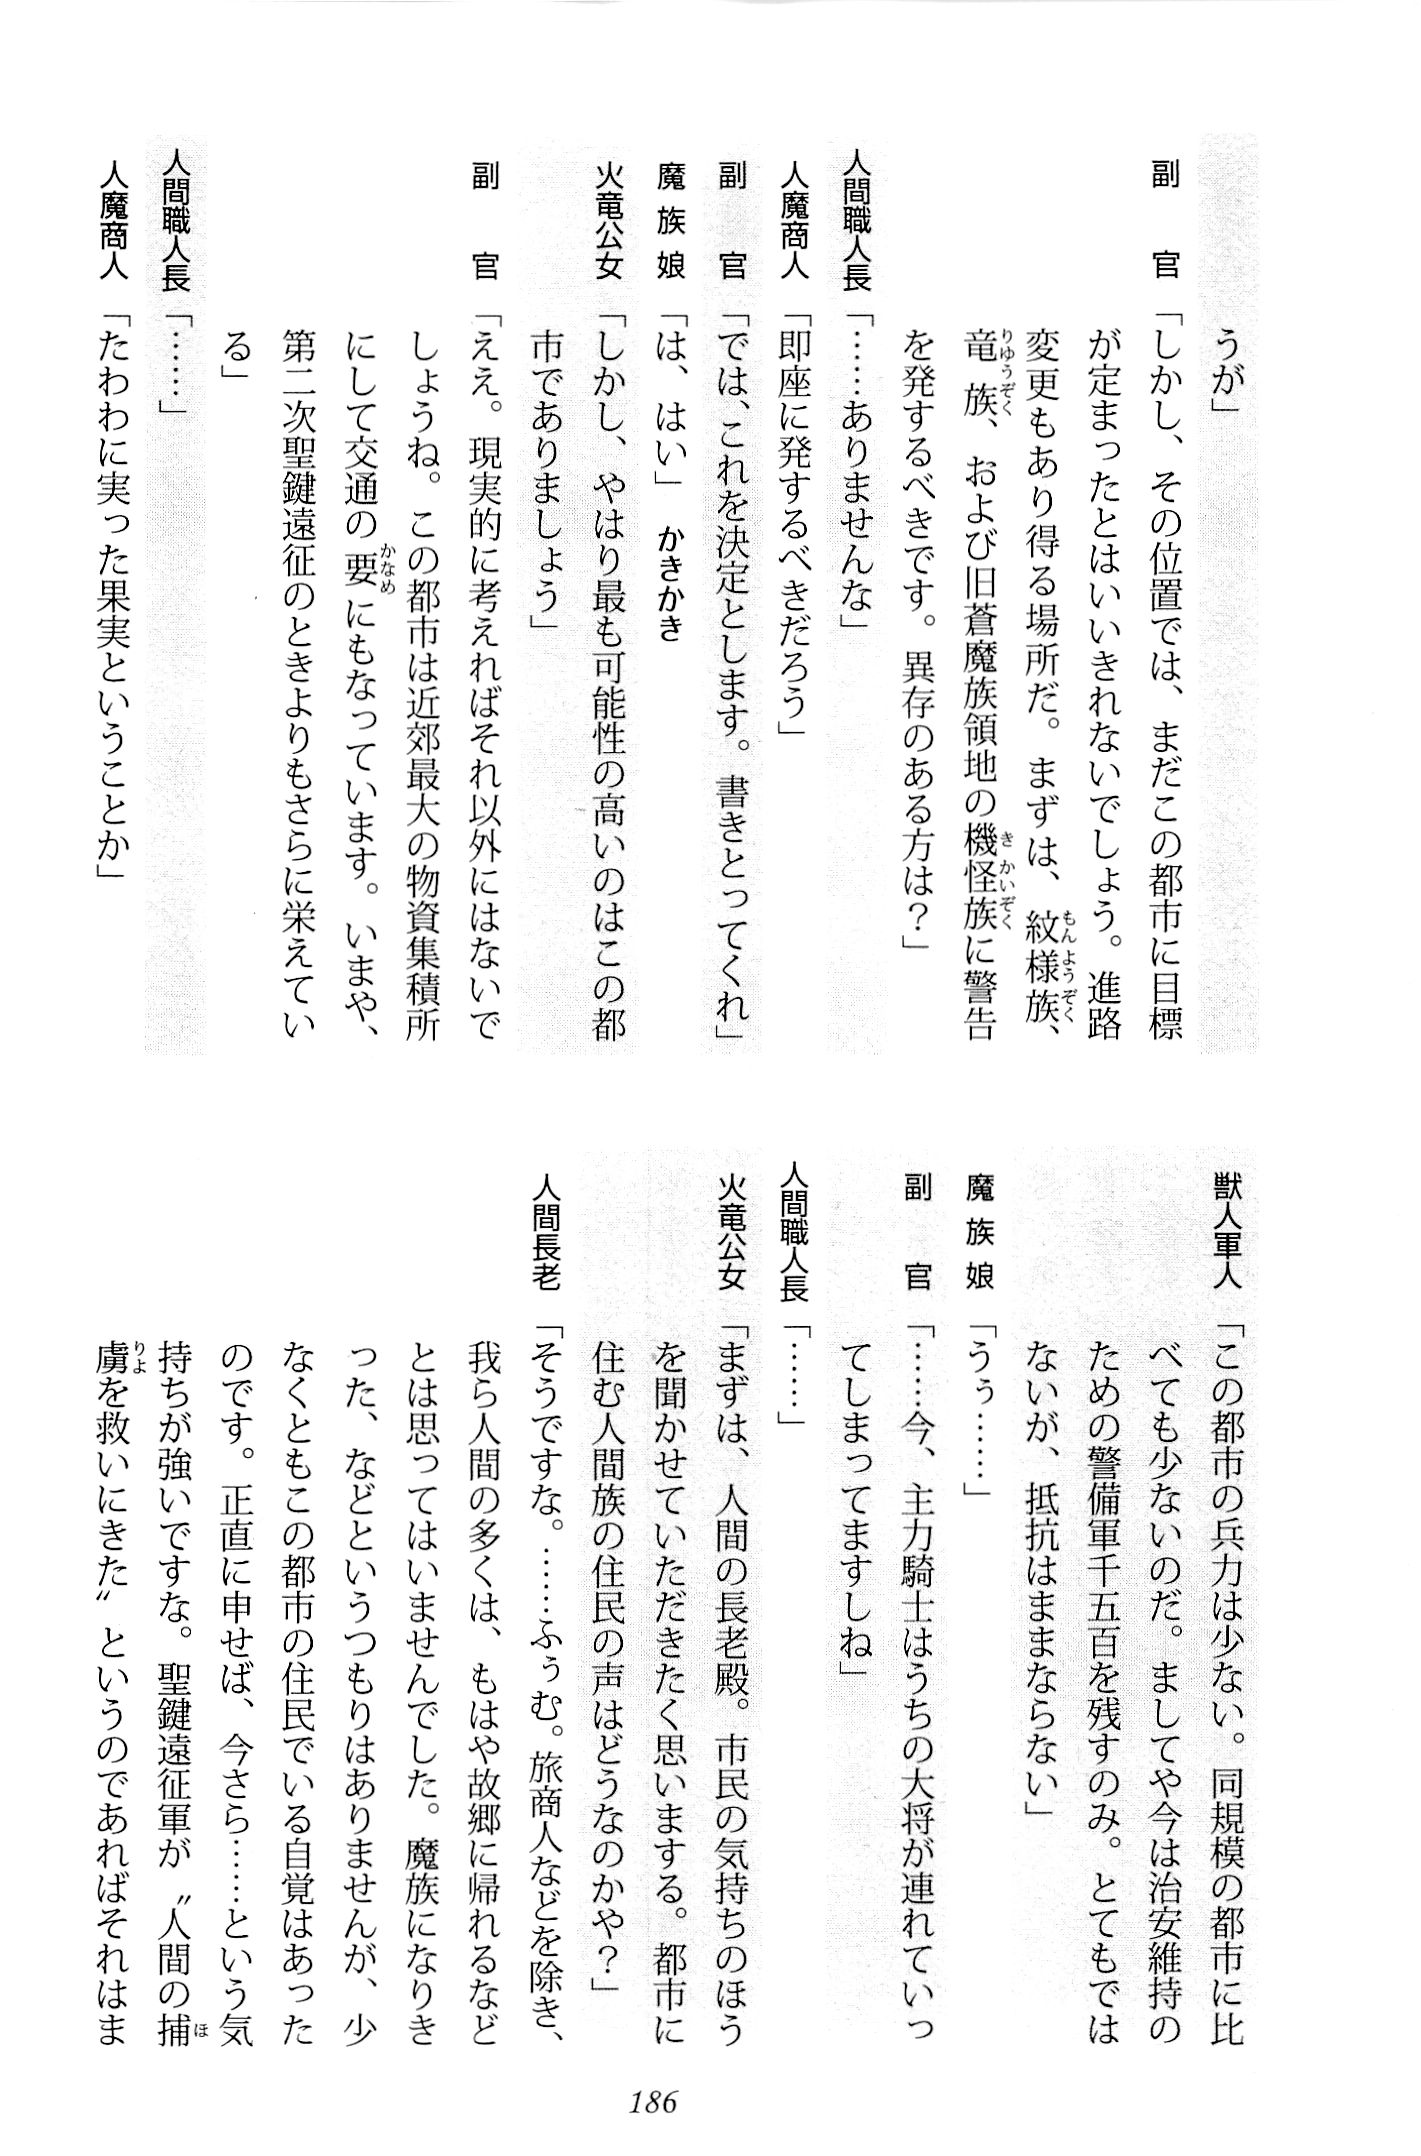 うが」
副官「しかし、その位置では、まだこの都市に目標
が定まったとはいいきれないでしょう。進路
変更もあり得る場所だ。まずは、紋様族、
竜族、および旧蒼魔族領地の機怪族に警告
を発するべきです。異存のある方は？」
人間職人長「……ありませんな」
人魔商人「即座に発するべきだろう」
副官「では、これを決定とします。書きとってくれ」
魔族娘「は、はい」　かきかき
火竜公女「しかし、やはり最も可能性の高いのはこの都
市でありましょう」
副官「ええ。現実的に考えればそれ以外にはないで
しょうね。この都市は近郊最大の物資集積所
にして交通の要にもなっています。いまや、
第二次聖鍵遠征のときよりもさらに栄えてい
る」
人間職人長「……」
人魔商人「たわわに実った果実ということか」
獣人軍人「この都市の兵力は少ない。同規模の都市に比
べても少ないのだ。ましてや今は治安維持の
ための警備軍千五百を残すのみ。とてもでは
ないが、抵抗はままならない」
魔族娘「うぅ……」
副官「……今、主力騎士はうちの大将が連れていっ
てしまってますしね」
人間職人長「……」
火竜公女「まずは、人間の長老殿。市民の気持ちのほう
を聞かせていただきたく思いまする。都市に
住む人間族の住民の声はどうなのかや？」
人間長老「そうですな。……ふぅむ。旅商人などを除き、
我ら人間の多くは、もはや故郷に帰れるなど
とは思ってはいませんでした。魔族になりき
った、などというつもりはありませんが、少
なくともこの都市の住民でいる自覚はあった
のです。正直に申せば、今さら……という気
持ちが強いですな。聖鍵遠征軍が〝人間の捕
虜を救いにきた〟というのであればそれはま
186